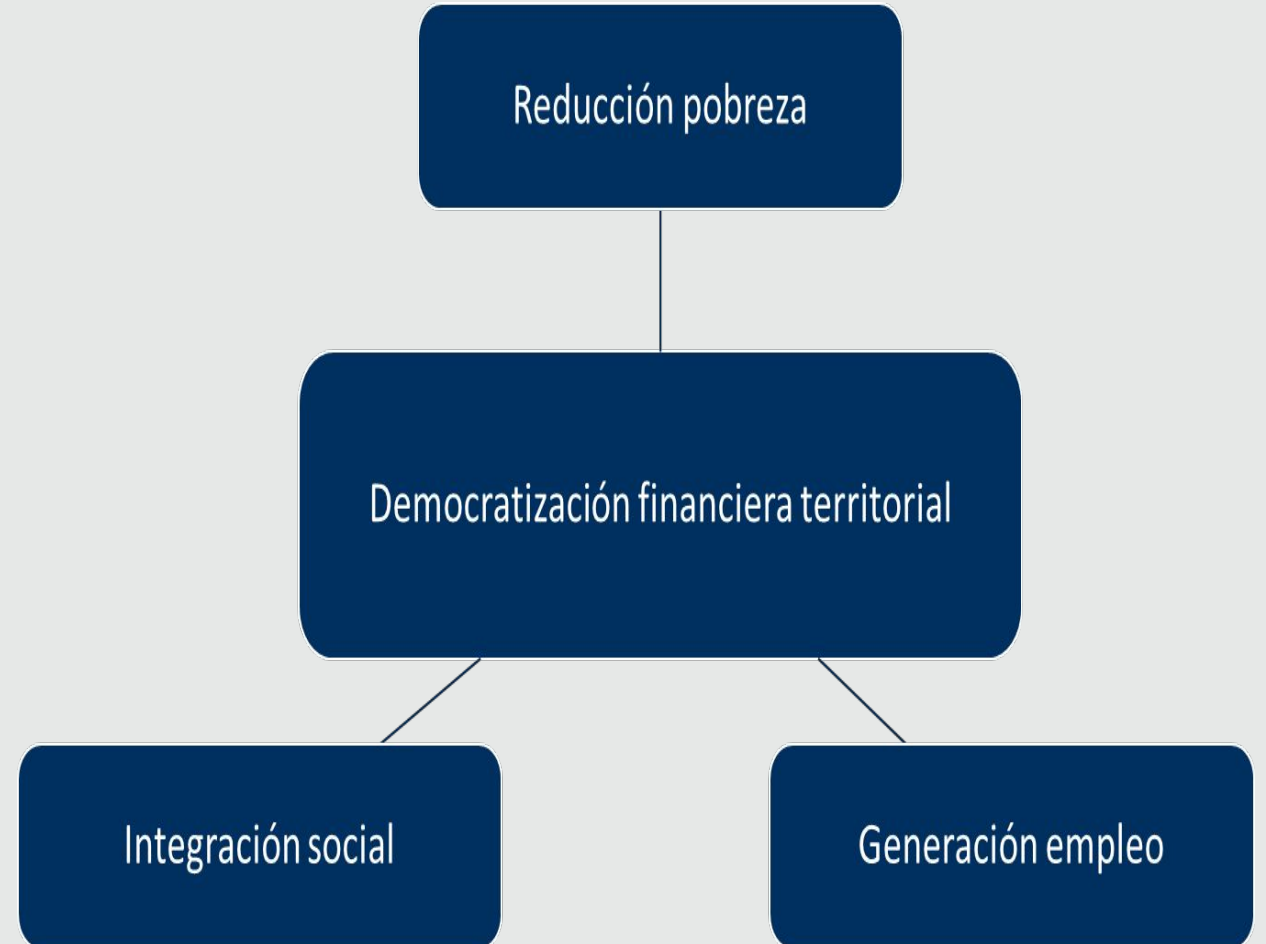 Reducción pobreza
Democratización financiera territorial
Integración social
Generación empleo